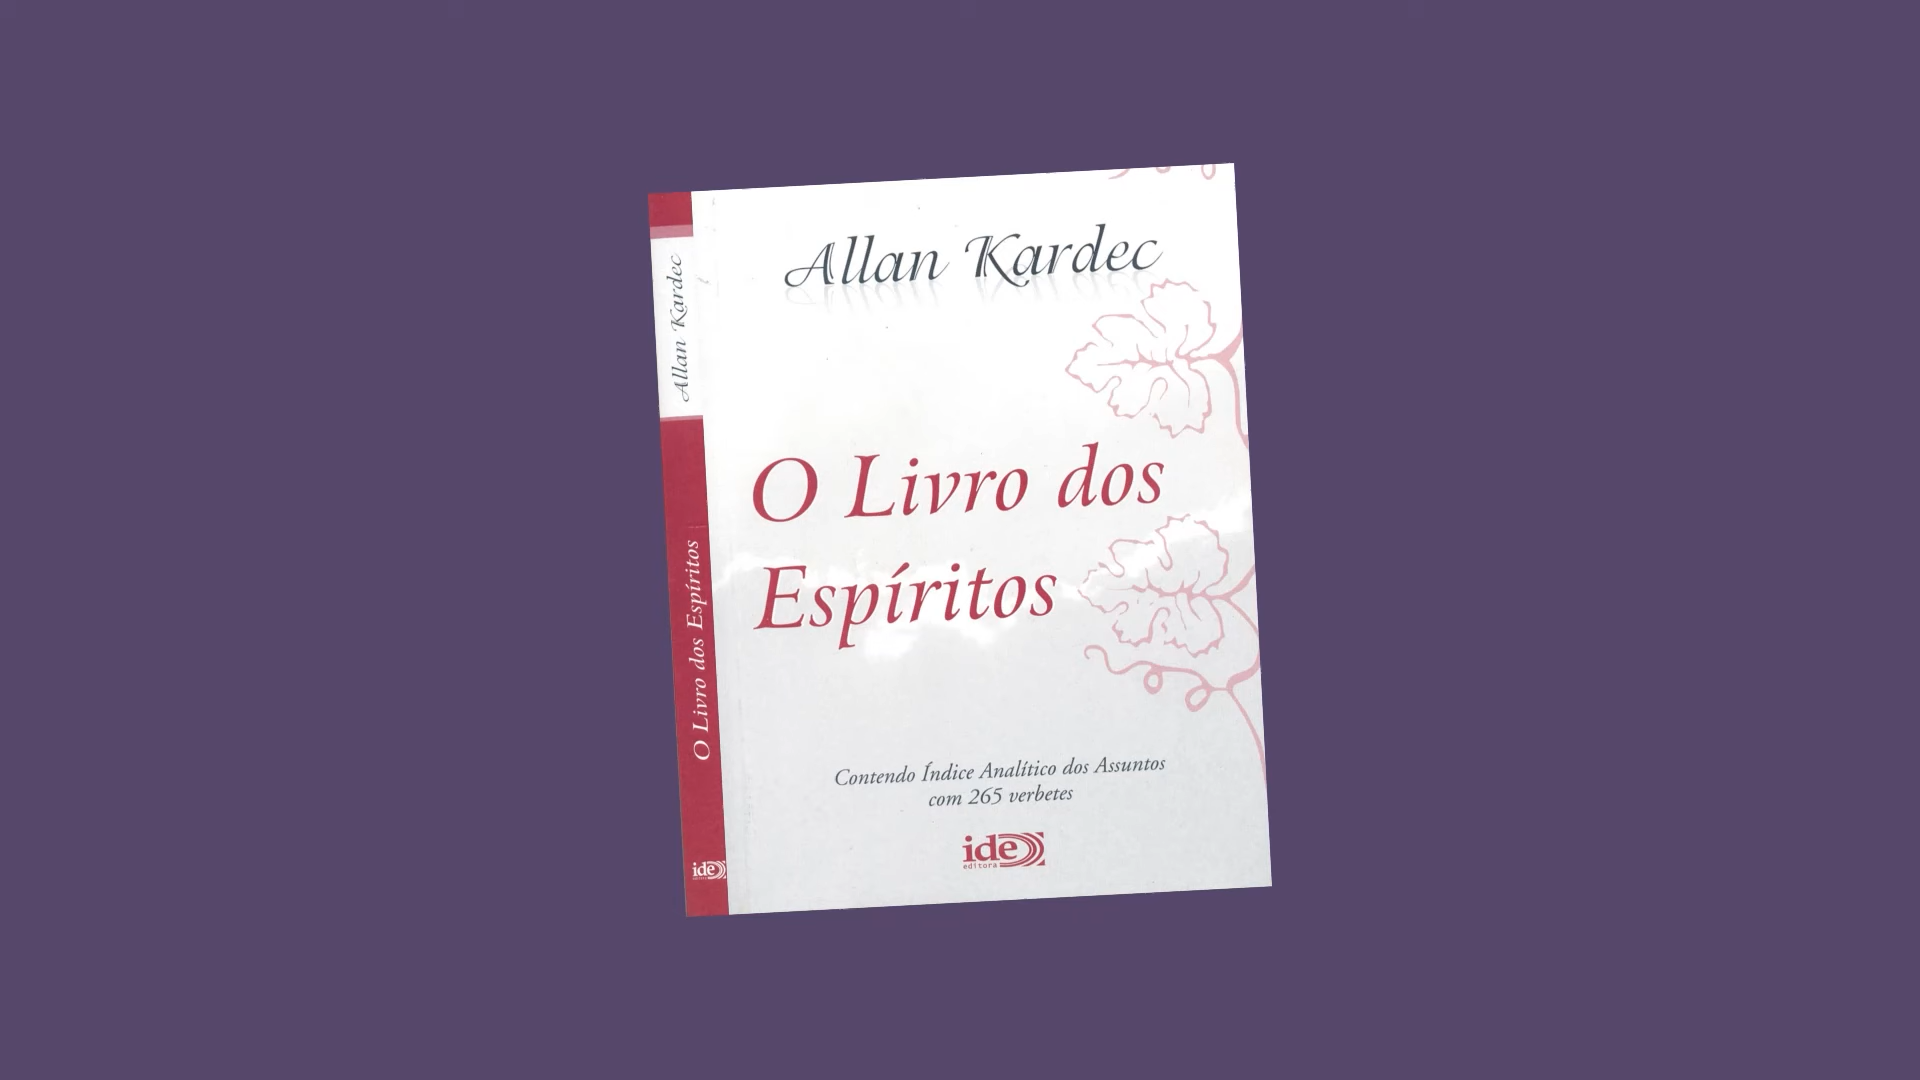 Allan Kardec
O Livro dos
Espíritos
Contendo Índice Analítico dos Assuntos
com 265 verbetes
ide
editora
Allan Kardec
O Livro dos Espíritos
ide
editora